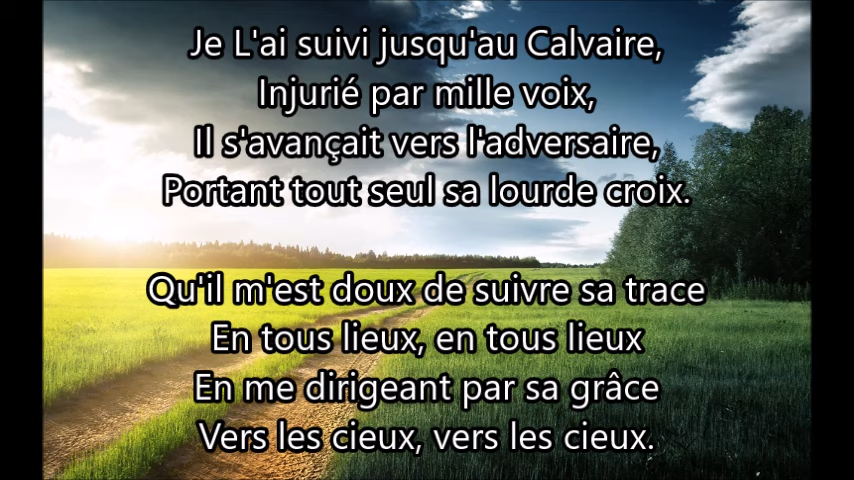 Je L'ai suivi jusqu'au Calvaire,
Injurié par mille voix,
Il s'avançait vers l'adversaire,
Portant tout seul sa lourde croix.
Qu'il m'est doux de suivre sa trace
En tous lieux, en tous lieux
En me dirigeant par sa grâce
Vers les cieux, vers les cieux.